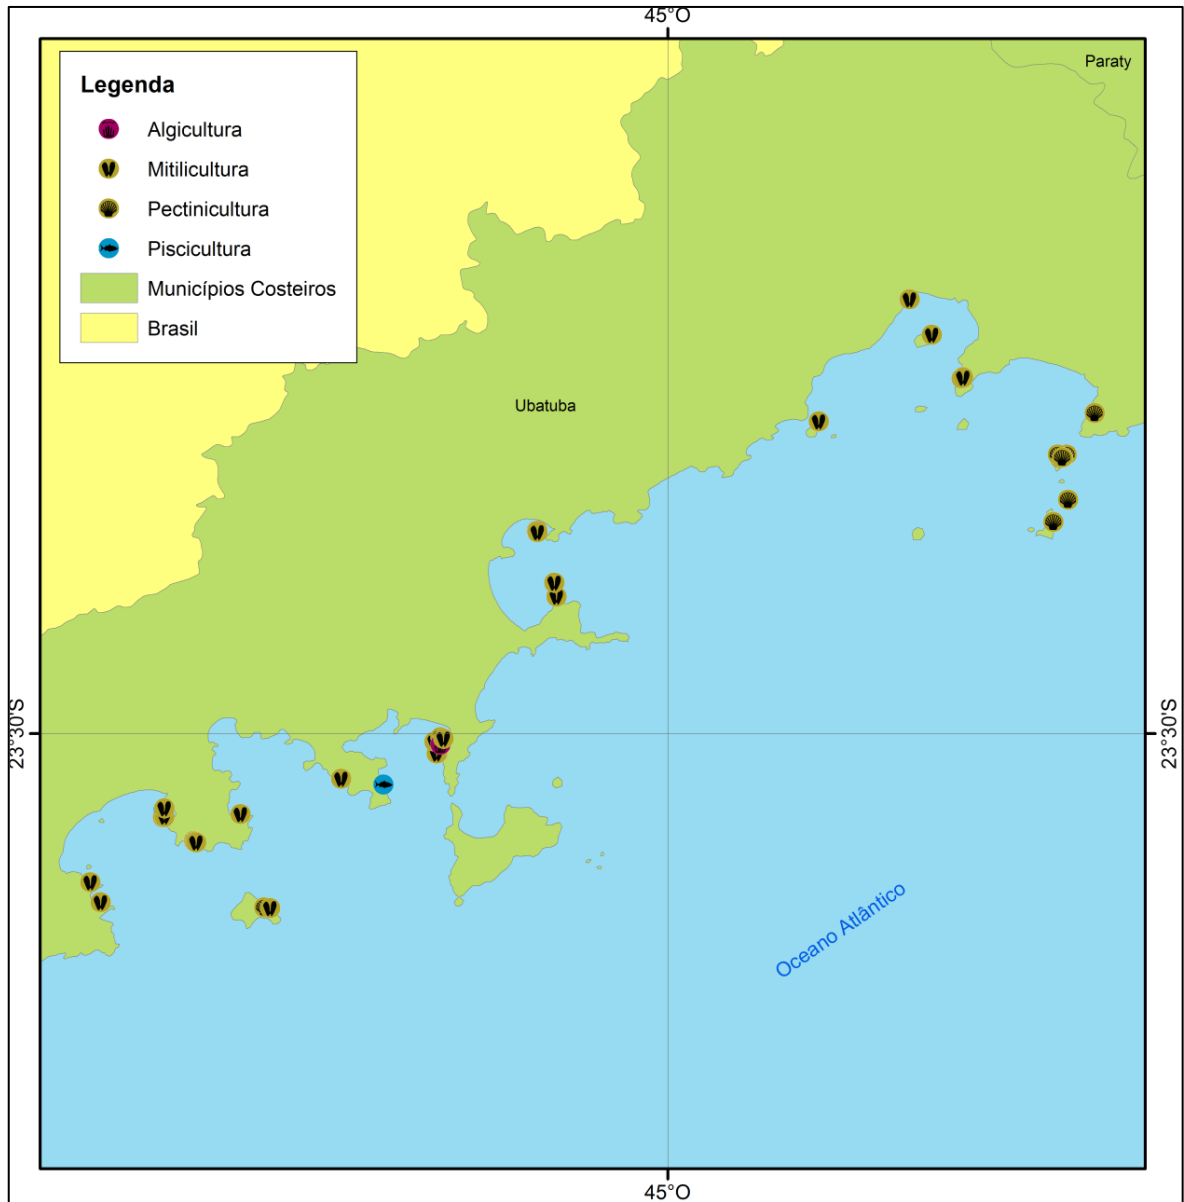 45°O
Paraty
Legenda
Algicultura
Mitilicultura
Pectinicultura
Piscicultura
Municípios Costeiros
Brasil
Ubatuba
23°30'S
23°30'S
Oceano Atlântico
45°O